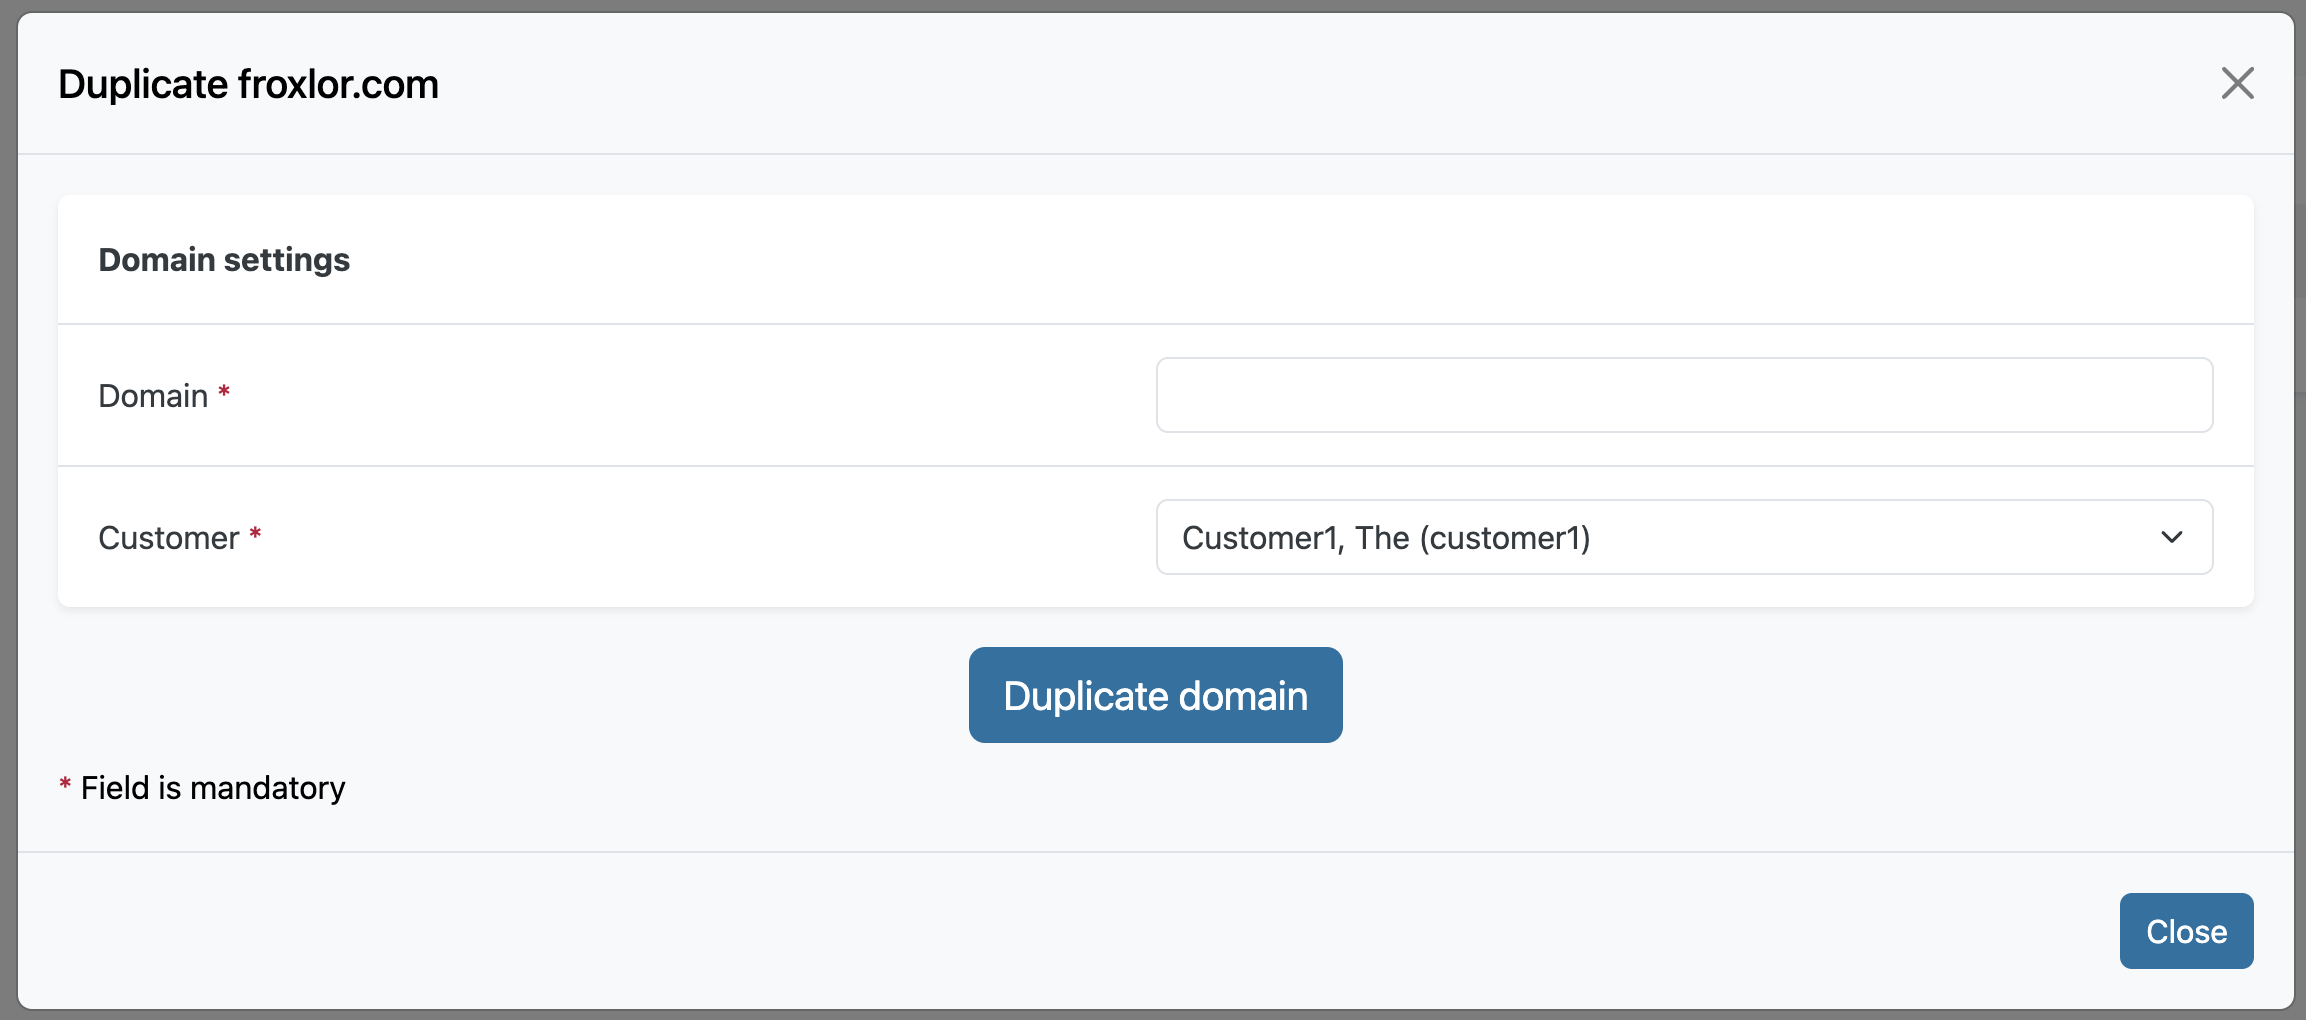 Duplicate froxlor.com
Domain settings
Domain *
Customer *
Customer1, The (customer1)
Duplicate domain
* Field is mandatory
Close